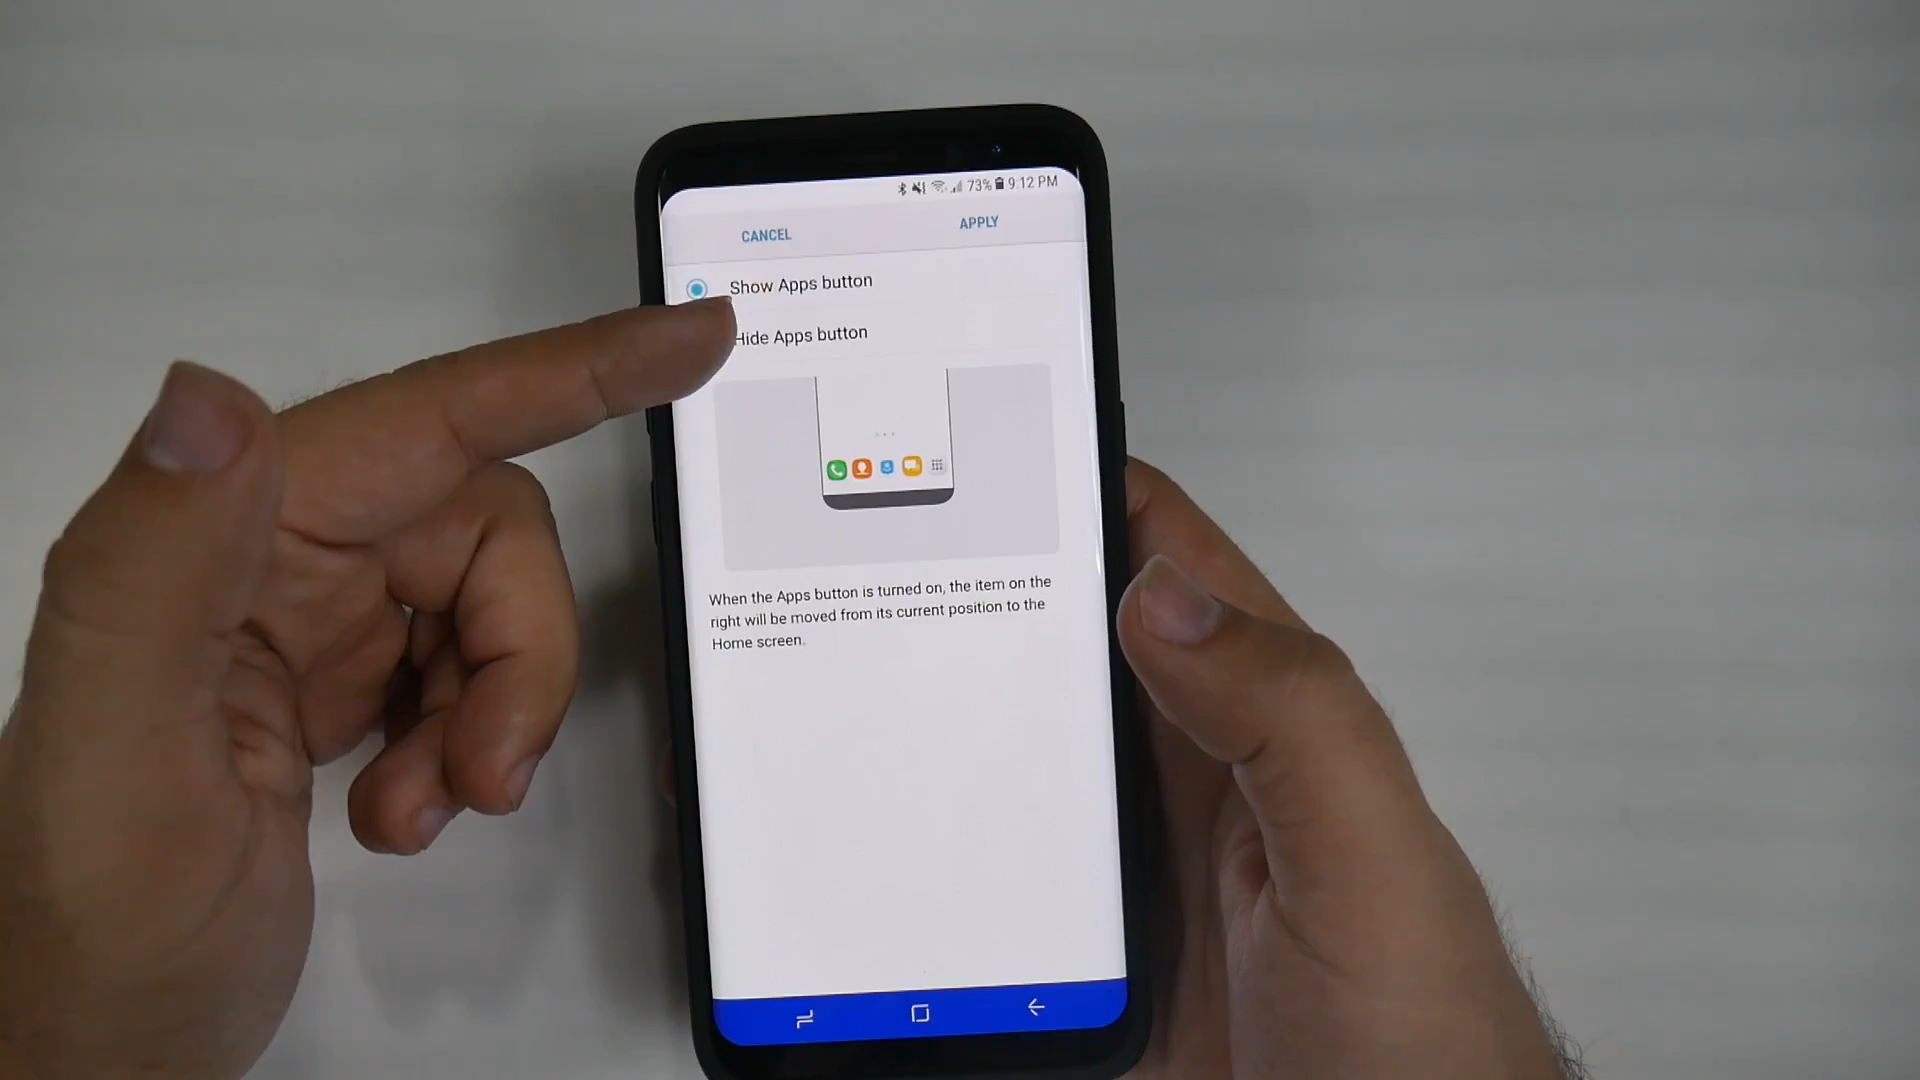 73% 9:12 PM
CANCEL APPLY
Show Apps button
Hide Apps button
When the Apps button is turned on, the item on the
right will be moved from its current position to the
Home screen.